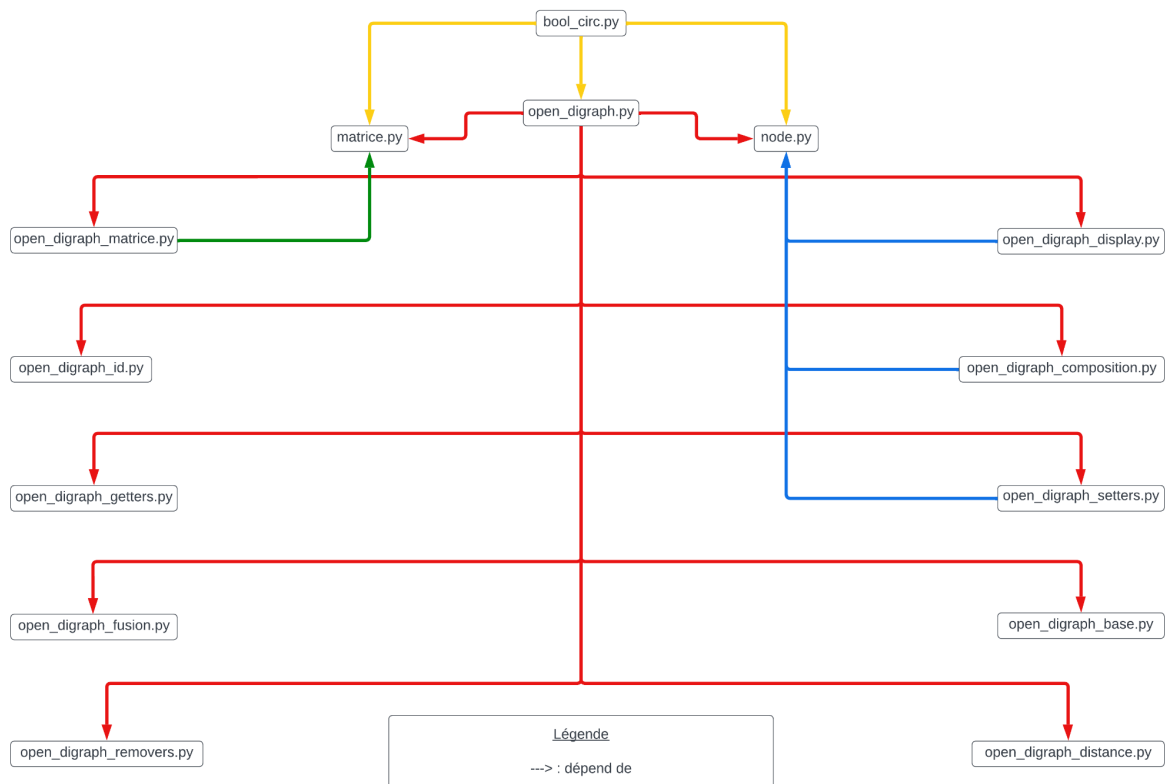 bool_circ.py
open_digraph.py
matrice.py
node.py
open_digraph_matrice.py
open_digraph_display.py
open_digraph_id.py
open_digraph_composition.py
open_digraph_getters.py
open_digraph_setters.py
open_digraph_fusion.py
open_digraph_base.py
open_digraph_removers.py
open_digraph_distance.py
Légende
---> : dépend de